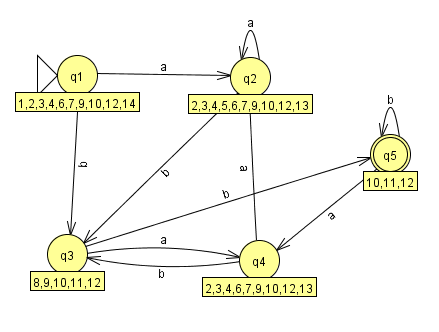 a
q1
a
q2
1,2,3,4,6,7,9,10,12,14
2,3,4,5,6,7,9,10,12,13
b
b
b
a
q5
10,11,12
b
a
a
q3
q4
b
8,9,10,11,12
2,3,4,6,7,9,10,12,13